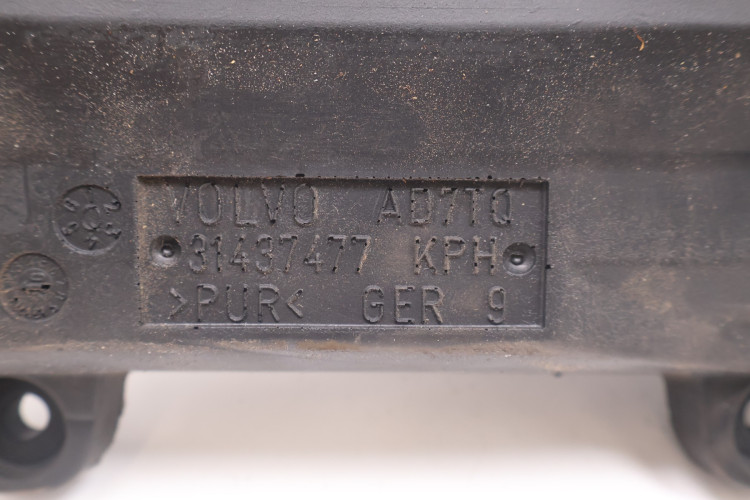 VOLVO AD7TQ
31437477 KPH
>PUR< GER 9